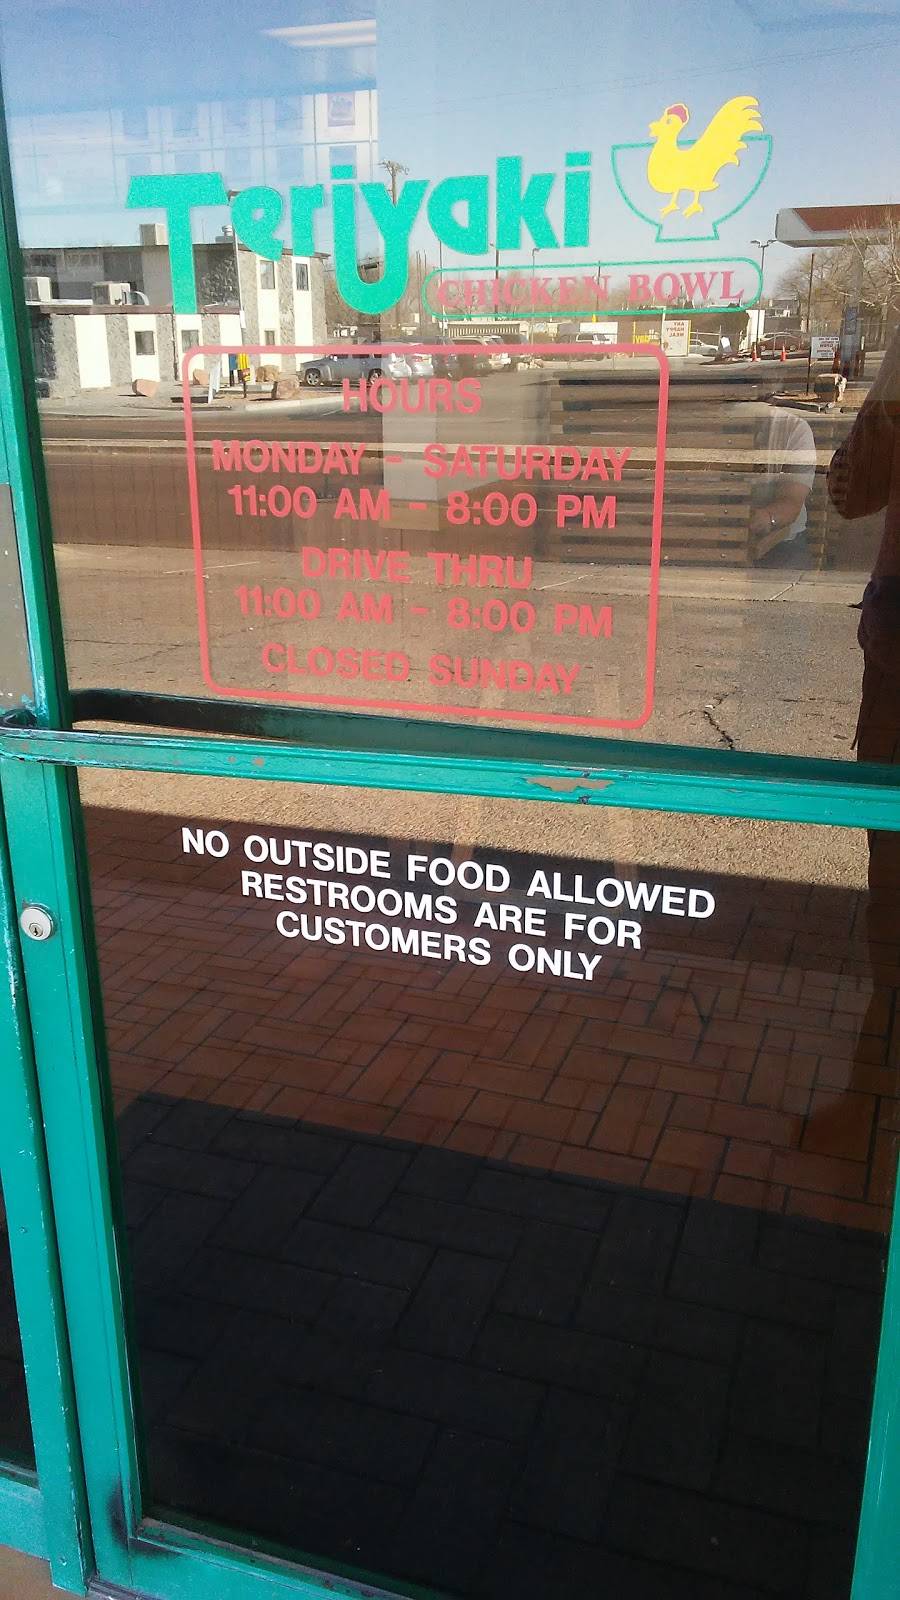 Teriyaki
CHICKEN BOWL
HOURS
MONDAY - SATURDAY
11:00 AM - 8:00 PM
DRIVE THRU
11:00 AM - 8:00 PM
CLOSED SUNDAY
NO OUTSIDE FOOD ALLOWED
RESTROOMS ARE FOR
CUSTOMERS ONLY